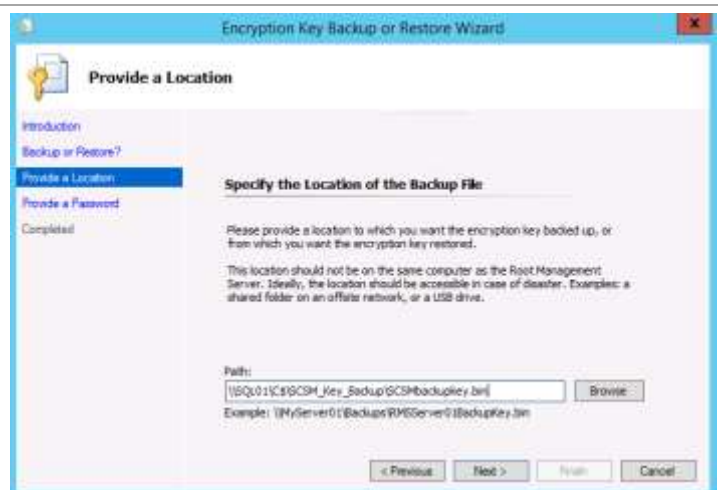 Encryption Key Backup or Restore Wizard
x
Provide a Location
Introduction
Backup or Restore?
Provide a Location
Provide a Password
Completed
Specify the Location of the Backup File
Please provide a location to which you want the encryption key backed up, or
from which you want the encryption key restored.
This location should not be on the same computer as the Root Management
Server. Ideally, the location should be accessible in case of disaster. Examples: a
shared folder on an offsite network, or a USB drive.
Path:
\\SQL01\C$\SCSM_Key_Backup\SCSMbackupkey.bin
Browse
Example: \\MyServer01\Backups\RMSServer01BackupKey.bin
< Previous
Next >
Finish
Cancel